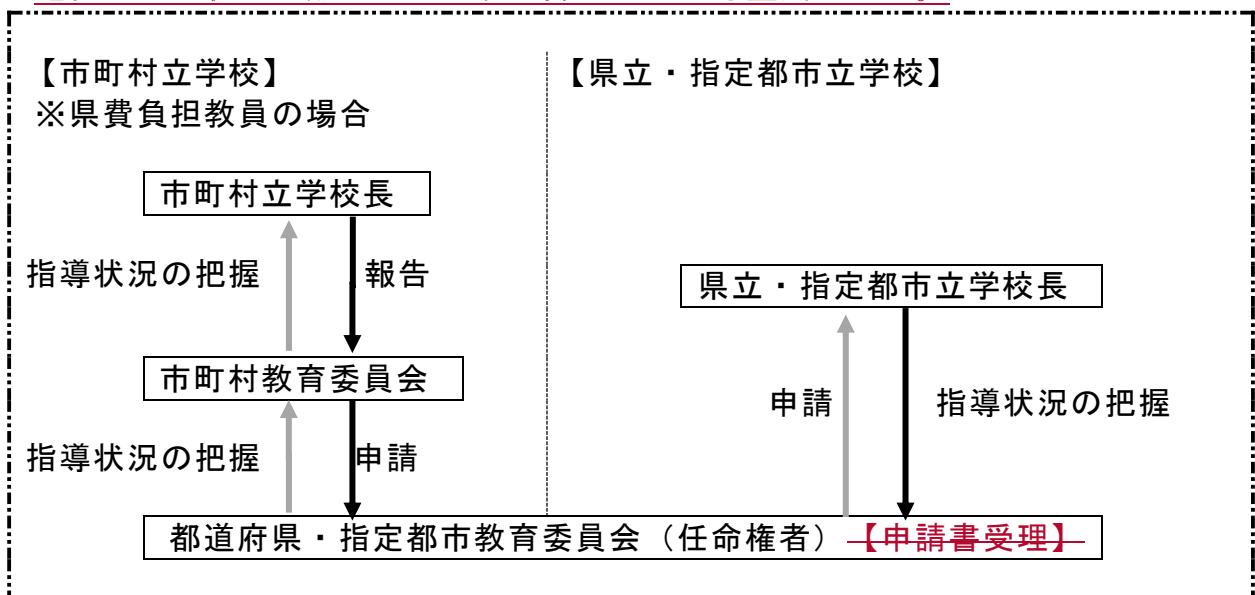 【市町村立学校】
※県費負担教員の場合
【県立・指定都市立学校】
市町村立学校長
指導状況の把握
報告
県立・指定都市立学校長
市町村教育委員会
申請
指導状況の把握
指導状況の把握
申請
都道府県・指定都市教育委員会（任命権者）【申請書受理】